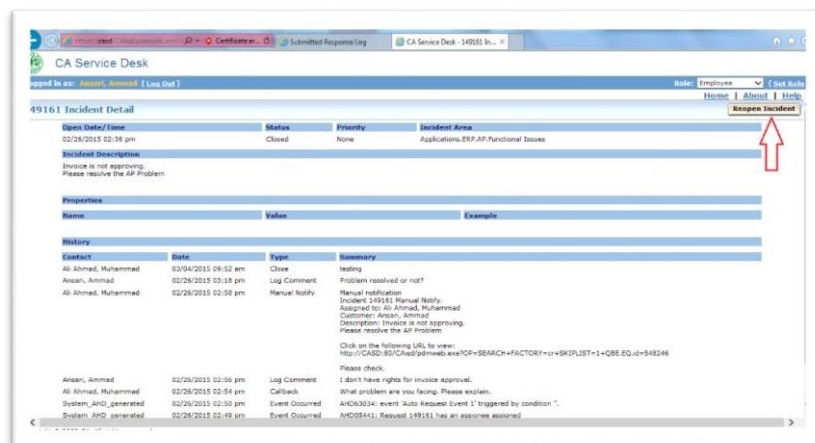 Certificate er...
Submitted Response Log
CA Service Desk - 149161 In...
CA Service Desk
ogged in as: Ansari, Ammad (Log Out)
Role: Employee (Set Role
Home | About | Help
49161 Incident Detail
Reopen Incident
Open Date/Time Status Priority Incident Area
02/26/2015 02:36 pm Closed None Applications.ERP.AP.Functional Issues
Incident Description
Invoice is not approving.
Please resolve the AP Problem
Properties
Name Value Example
History
Contact Date Type Summary
Ali Ahmad, Muhammad 03/04/2015 09:52 am Close testing
Ansari, Ammad 02/26/2015 03:18 pm Log Comment Problem resolved or not?
Ali Ahmad, Muhammad 02/26/2015 02:58 pm Manual Notify Manual notification
Incident 149161 Manual Notify.
Assigned to: Ali Ahmad, Muhammad
Customer: Ansari, Ammad
Description: Invoice is not approving.
Please resolve the AP Problem
Click on the following URL to view:
http://CASD:80/CAisd/pdmweb.exe?OP=SEARCH+FACTORY=cr+SKIPLIST=1+QBE.EQ.id=548246
Please check.
Ansari, Ammad 02/26/2015 02:56 pm Log Comment I don't have rights for invoice approval.
Ali Ahmad, Muhammad 02/26/2015 02:54 pm Callback What problem are you facing. Please explain.
System_AHD_generated 02/26/2015 02:50 pm Event Occurred AHD63034: event 'Auto Request Event 1' triggered by condition ''.
System_AHD_generated 02/26/2015 02:49 pm Event Occurred AHD05441: Request 149161 has an assignee assigned